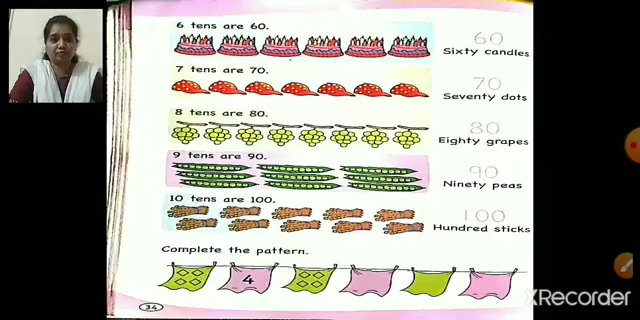 6 tens are 60.
60
Sixty candles
7 tens are 70.
70
Seventy dots
8 tens are 80.
80
Eighty grapes
9 tens are 90.
90
Ninety peas
10 tens are 100.
100
Hundred sticks
Complete the pattern.
4
34
XRecorder